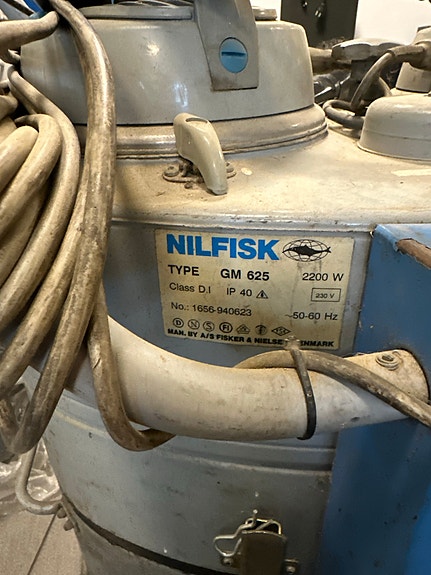 NILFISK
TYPE GM 625 2200 W
Class D.I IP 40 230 V
No.: 1656-940623 ~50-60 Hz
D N S
MAN. BY A/S FISKER & NIELSEN DENMARK